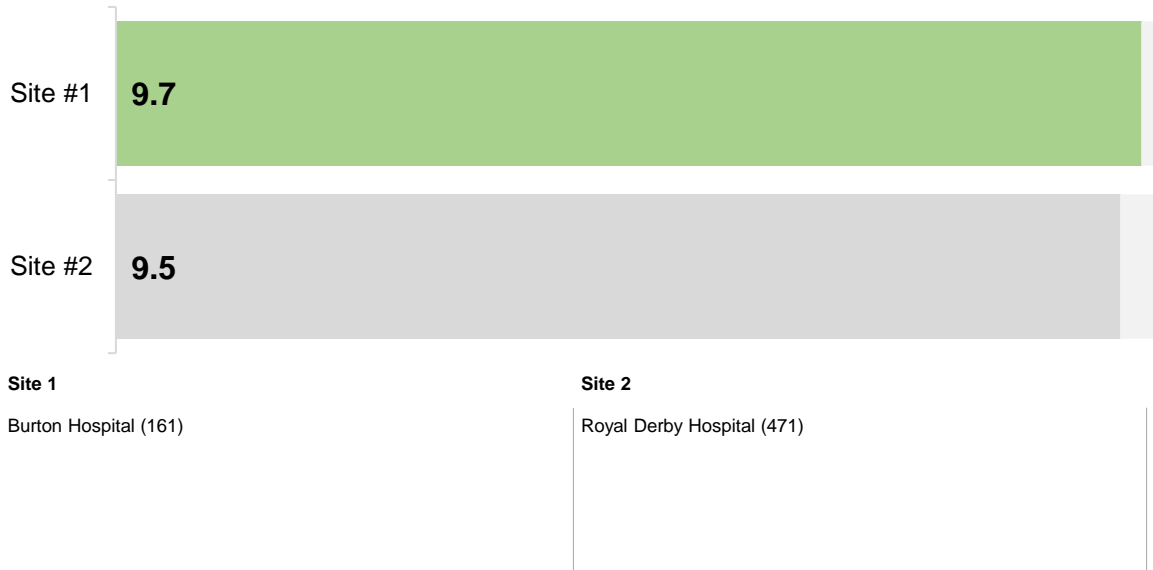 Site #1 9.7
Site #2 9.5
Site 1 Site 2
Burton Hospital (161) Royal Derby Hospital (471)